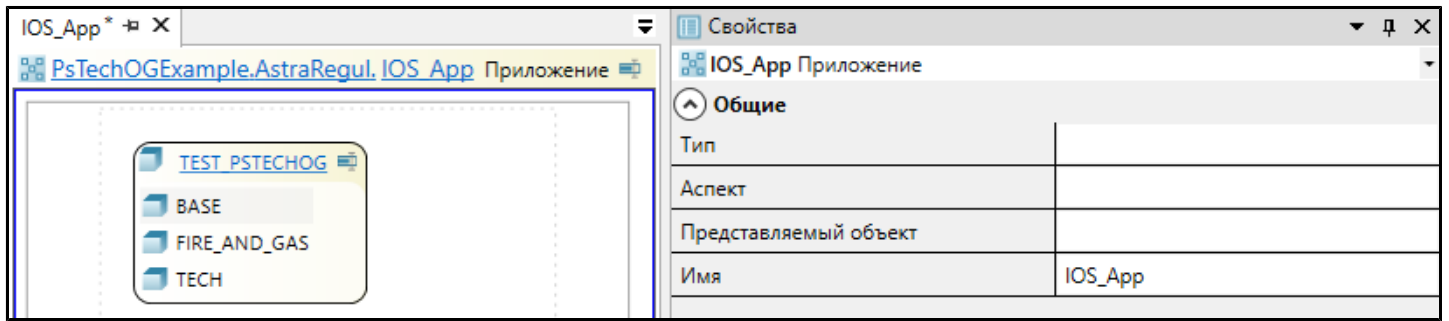 IOS_App*
PsTechOGExample.AstraRegul. IOS_App Приложение
TEST_PSTECHOG
BASE
FIRE_AND_GAS
TECH
Свойства
IOS_App Приложение
Общие
Тип
Аспект
Представляемый объект
Имя IOS_App